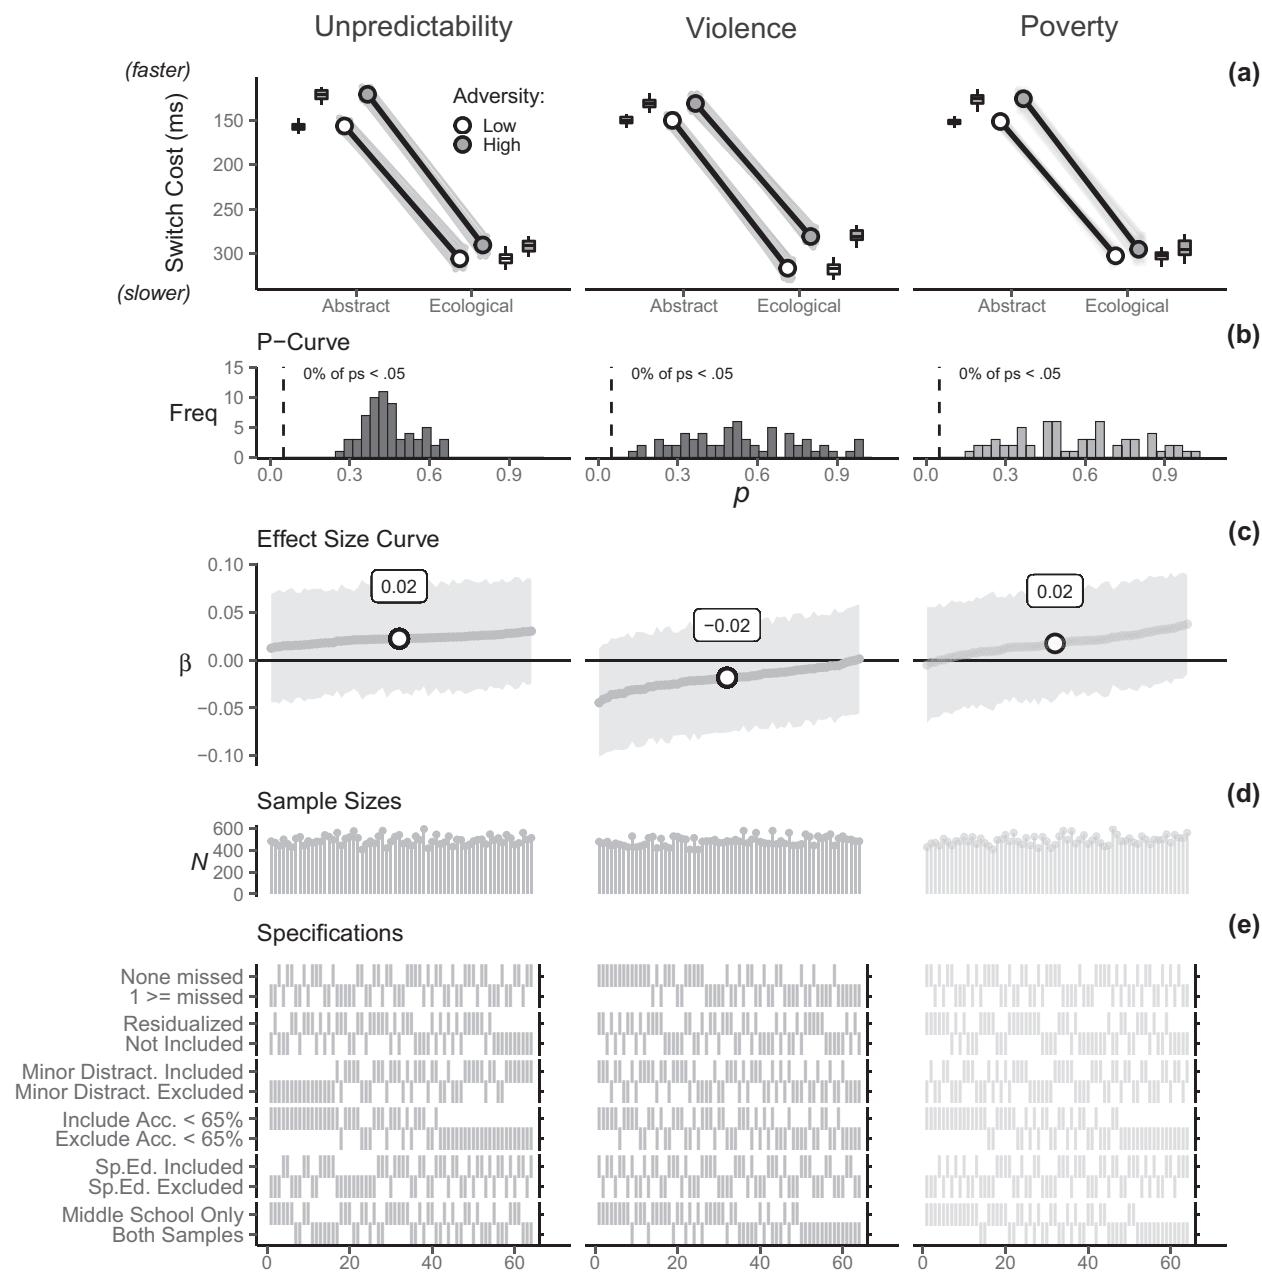 Unpredictability Violence Poverty
(a)
(faster)
Switch Cost (ms)
150
200
250
300
(slower)
Adversity:
Low
High
Abstract Ecological Abstract Ecological Abstract Ecological
(b)
P−Curve
Freq
15
10
5
0
0% of ps < .05 0% of ps < .05 0% of ps < .05
0.0 0.3 0.6 0.9 0.0 0.3 0.6 0.9 0.0 0.3 0.6 0.9
p
(c)
Effect Size Curve
β
0.10
0.05
0.00
−0.05
−0.10
0.02 −0.02 0.02
(d)
Sample Sizes
N
600
400
200
0
(e)
Specifications
None missed
1 >= missed
Residualized
Not Included
Minor Distract. Included
Minor Distract. Excluded
Include Acc. < 65%
Exclude Acc. < 65%
Sp.Ed. Included
Sp.Ed. Excluded
Middle School Only
Both Samples
0 20 40 60 0 20 40 60 0 20 40 60